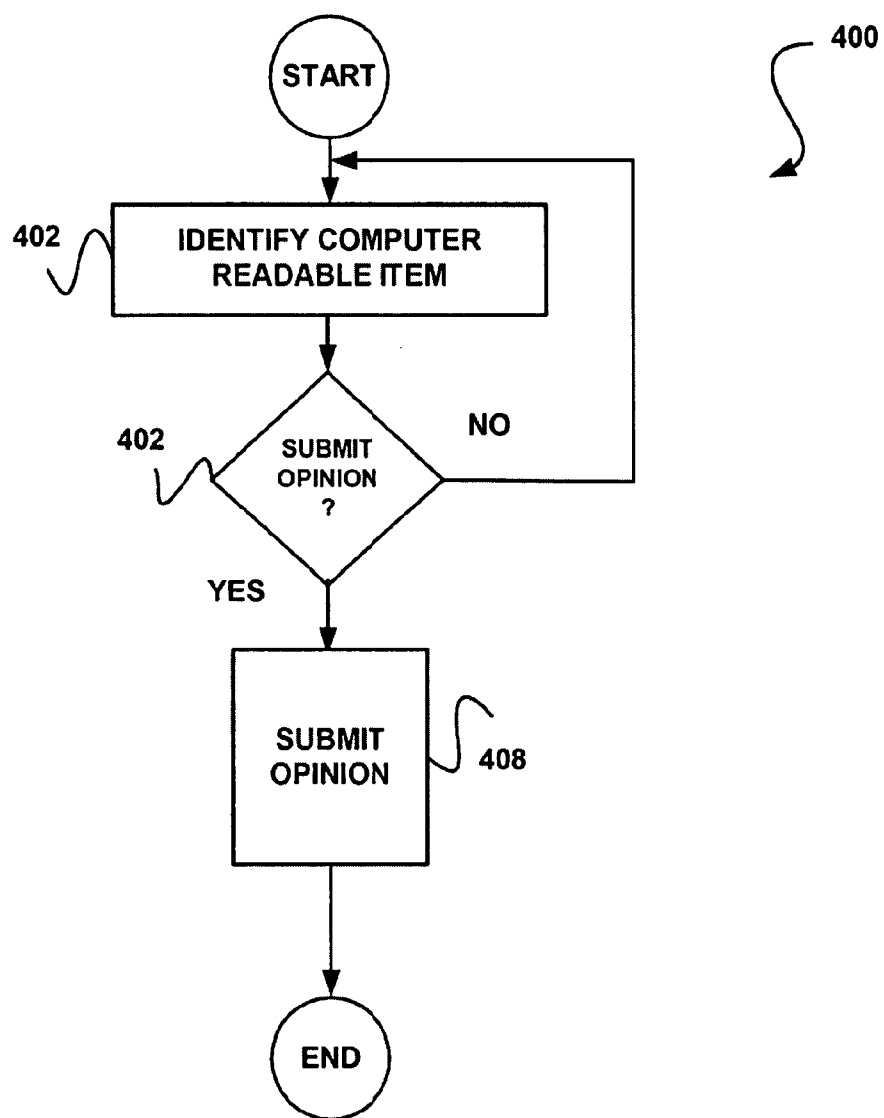 START
400
402
IDENTIFY COMPUTER
READABLE ITEM
402
SUBMIT
OPINION
?
NO
YES
SUBMIT
OPINION
408
END